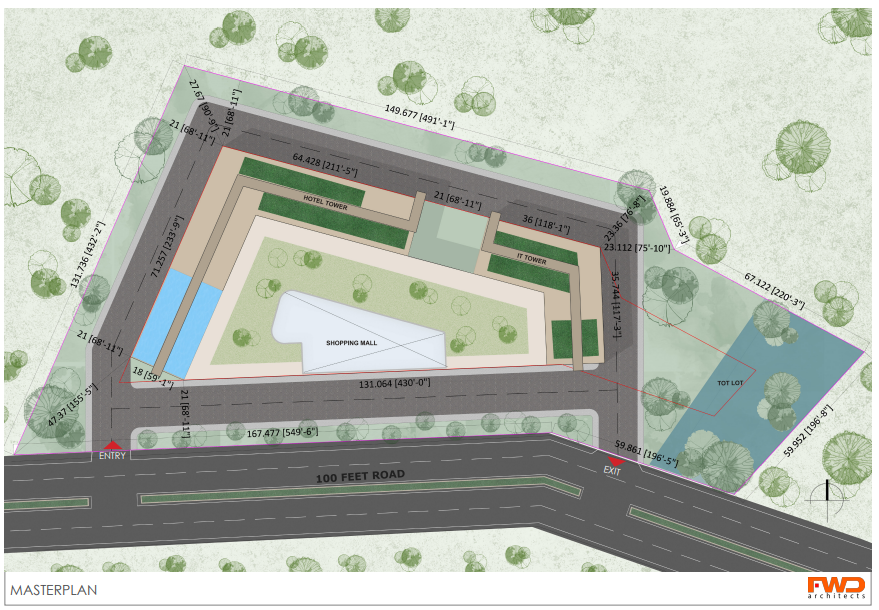 149.677 [491'-1"]
27.67 [90'-9"]
21 [68'-11"]
21 [68'-11"]
64.428 [211'-5"]
21 [68'-11"]
36 [118'-1"]
19.884 [65'-3"]
23.36 [76'-8"]
23.112 [75'-10"]
HOTEL TOWER
IT TOWER
131.736 [432'-2"]
71.257 [233'-9"]
35.744 [117'-3"]
67.122 [220'-3"]
21 [68'-11"]
SHOPPING MALL
18 [59'-1"]
131.064 [430'-0"]
TOT LOT
47.37 [155'-5"]
21 [68'-11"]
167.477 [549'-6"]
59.861 [196'-5"]
59.952 [196'-8"]
ENTRY
EXIT
100 FEET ROAD
MASTERPLAN
FWD
architects